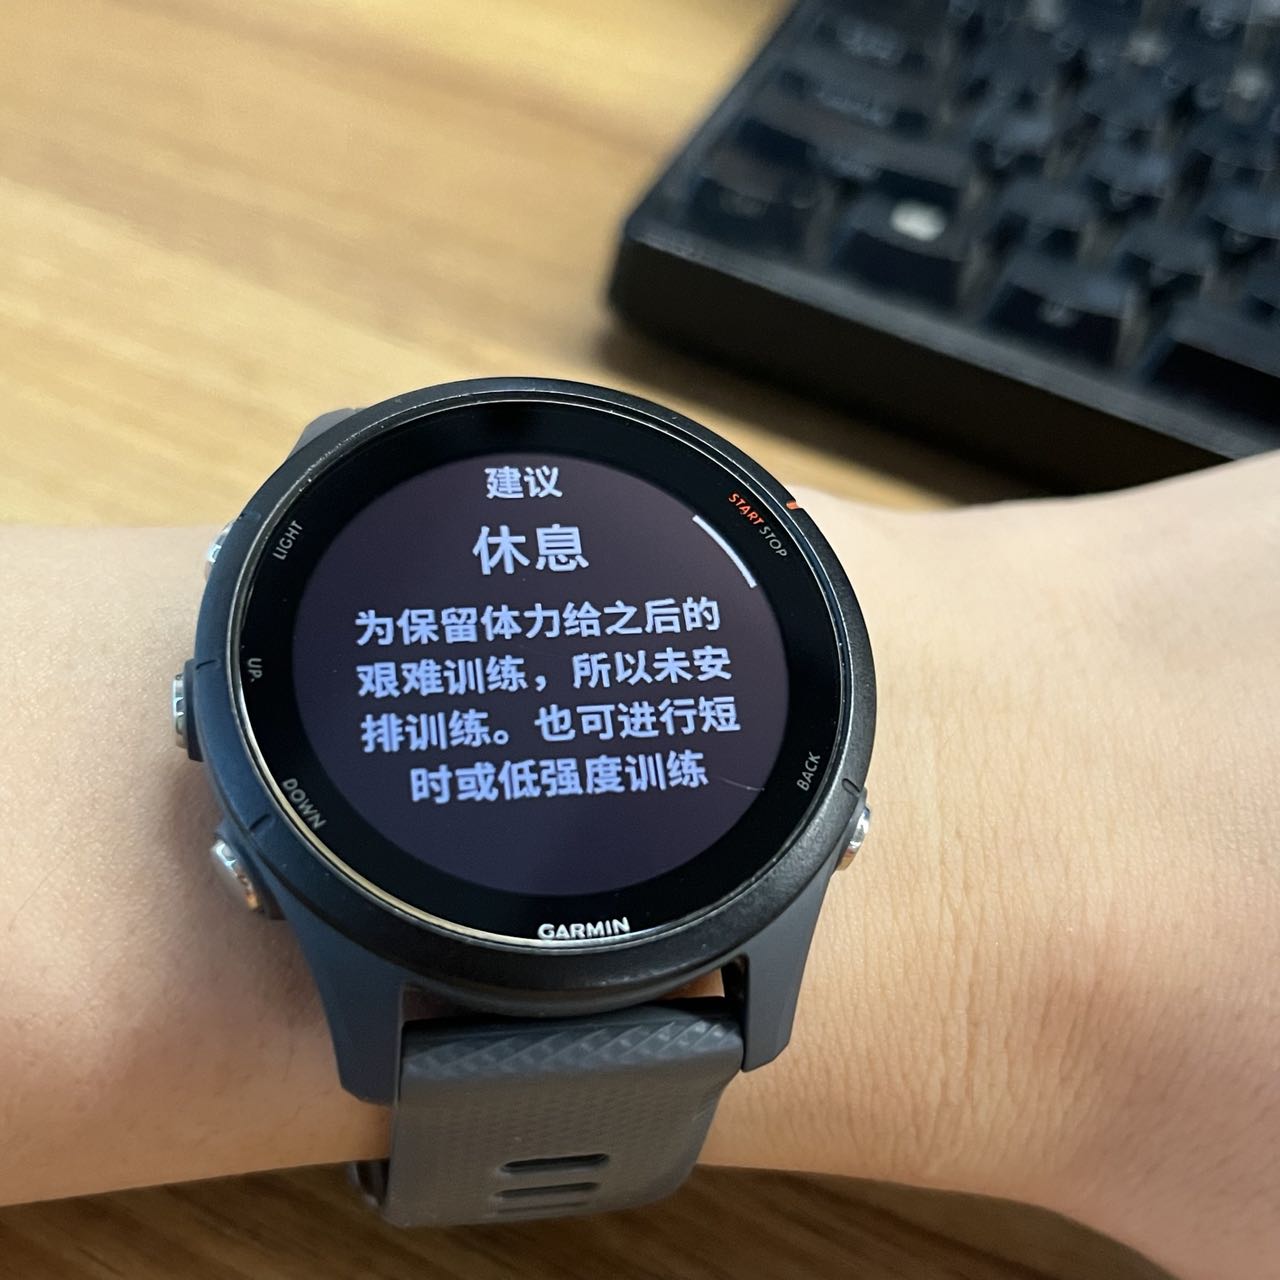 建议
休息
为保留体力给之后的
艰难训练，所以未安
排训练。也可进行短
时或低强度训练
LIGHT
START STOP
UP·
DOWN
BACK
GARMIN